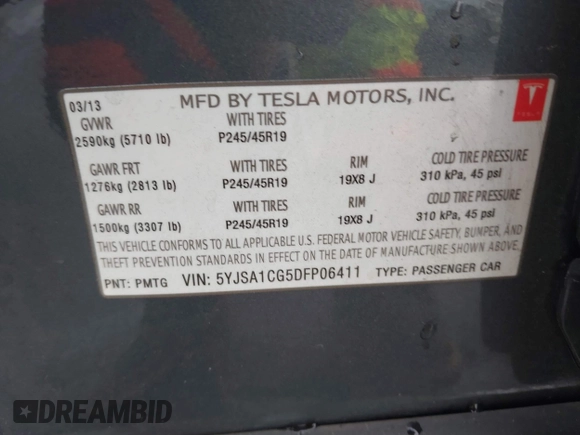 03/13 MFD BY TESLA MOTORS, INC.
GVWR WITH TIRES TESLA
2590kg (5710 lb) P245/45R19
GAWR FRT WITH TIRES RIM COLD TIRE PRESSURE
1276kg (2813 lb) P245/45R19 19X8 J 310 kPa, 45 psi
GAWR RR WITH TIRES RIM COLD TIRE PRESSURE
1500kg (3307 lb) P245/45R19 19X8 J 310 kPa, 45 psi
THIS VEHICLE CONFORMS TO ALL APPLICABLE U.S. FEDERAL MOTOR VEHICLE SAFETY, BUMPER, AND
THEFT PREVENTION STANDARDS IN EFFECT ON THE DATE OF MANUFACTURE SHOWN ABOVE.
PNT: PMTG VIN: 5YJSA1CG5DFP06411 TYPE: PASSENGER CAR
DREAMBID